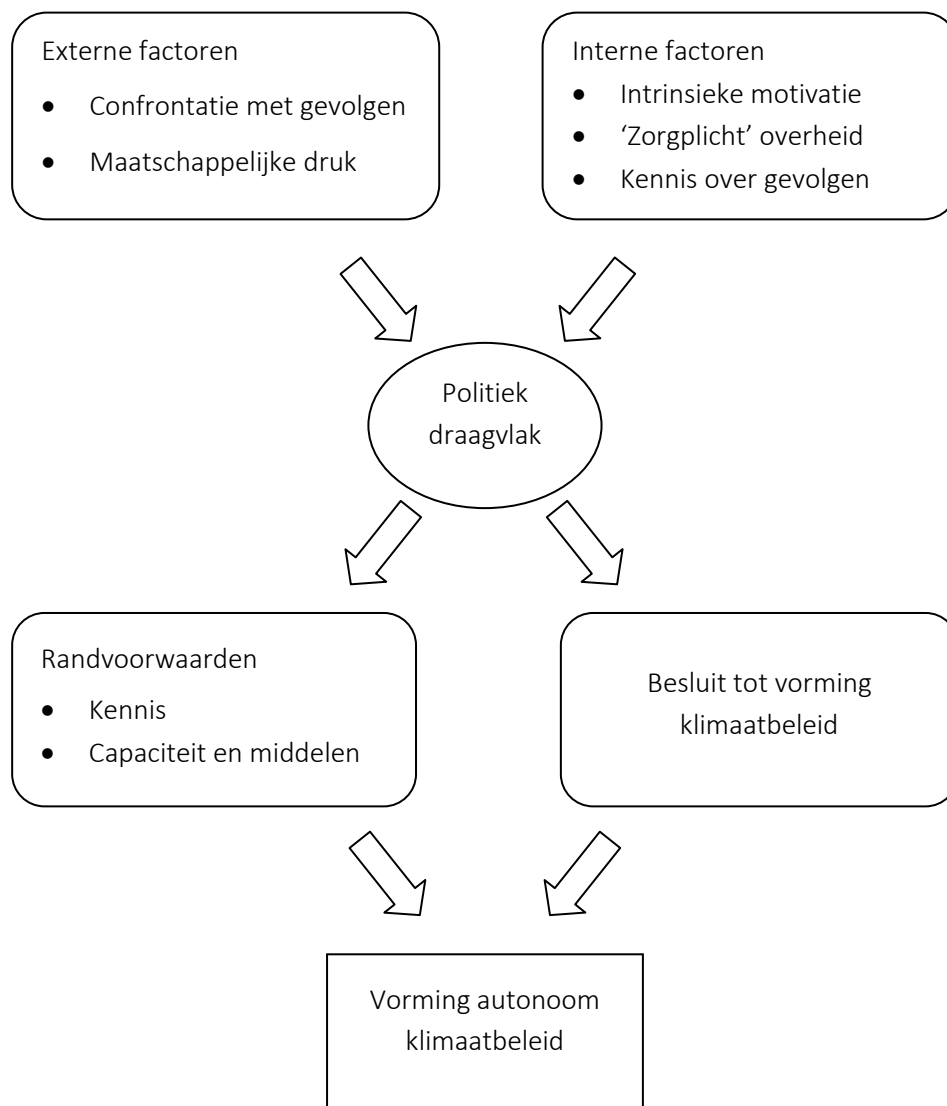 Externe factoren
• Confrontatie met gevolgen
• Maatschappelijke druk
Interne factoren
• Intrinsieke motivatie
• ‘Zorgplicht’ overheid
• Kennis over gevolgen
Politiek
draagvlak
Randvoorwaarden
• Kennis
• Capaciteit en middelen
Besluit tot vorming
klimaatbeleid
Vorming autonoom
klimaatbeleid